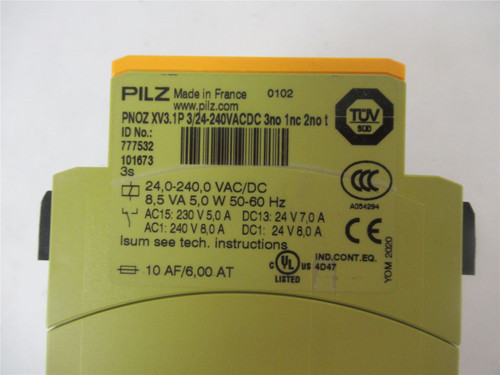 PILZ Made in France 0102
www.pilz.com
PNOZ XV3.1P 3/24-240VACDC 3no 1nc 2no t
ID No.:
777532
101673
3s
TÜV
SÜD
CCC
A054294
24,0-240,0 VAC/DC
8,5 VA 5,0 W 50-60 Hz
AC15: 230 V 5,0 A DC13: 24 V 7,0 A
AC1: 240 V 8,0 A DC1: 24 V 8,0 A
Isum see tech. instructions
10 AF/6,00 AT
C UL US
LISTED
IND.CONT.EQ.
4D47
YOM 2020